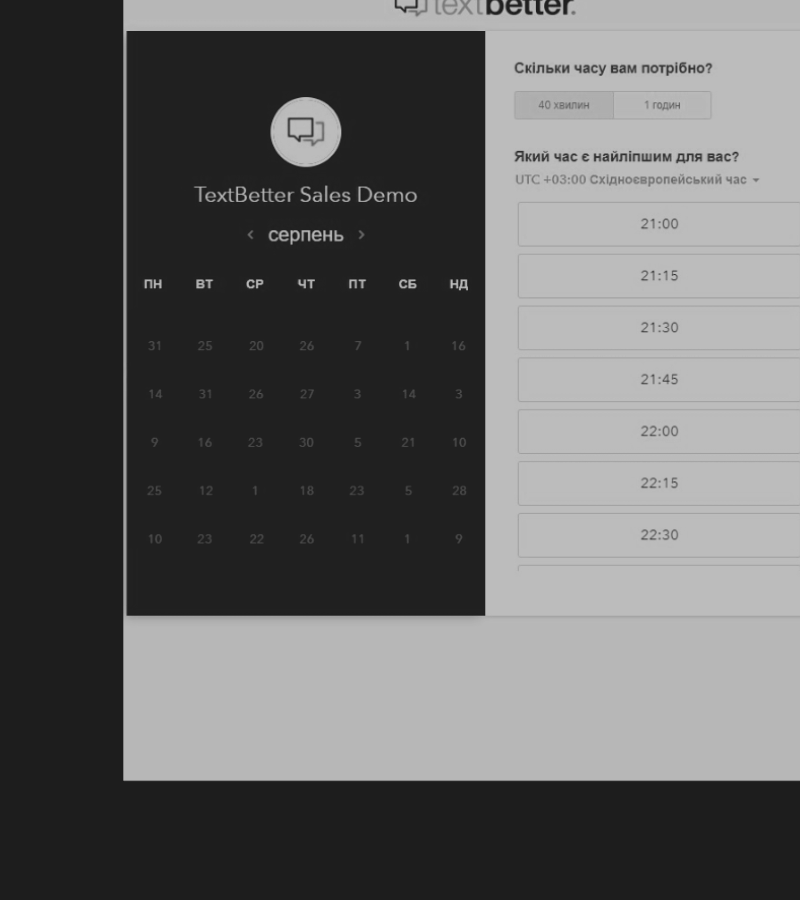 textbetter.
TextBetter Sales Demo
‹ серпень ›
ПН ВТ СР ЧТ ПТ СБ НД
31 25 20 26 7 1 16
14 31 26 27 3 14 3
9 16 23 30 5 21 10
25 12 1 18 23 5 28
10 23 22 26 11 1 9
Скільки часу вам потрібно?
40 хвилин 1 годин
Який час є найліпшим для вас?
UTC +03:00 Східноєвропейський час
21:00
21:15
21:30
21:45
22:00
22:15
22:30